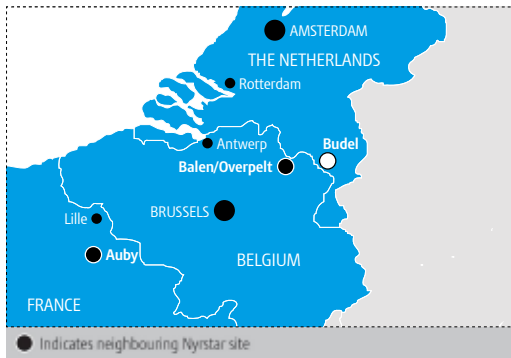 AMSTERDAM
THE NETHERLANDS
Rotterdam
Antwerp
Budel
Balen/Overpelt
BRUSSELS
Lille
Auby
BELGIUM
FRANCE
Indicates neighbouring Nyrstar site